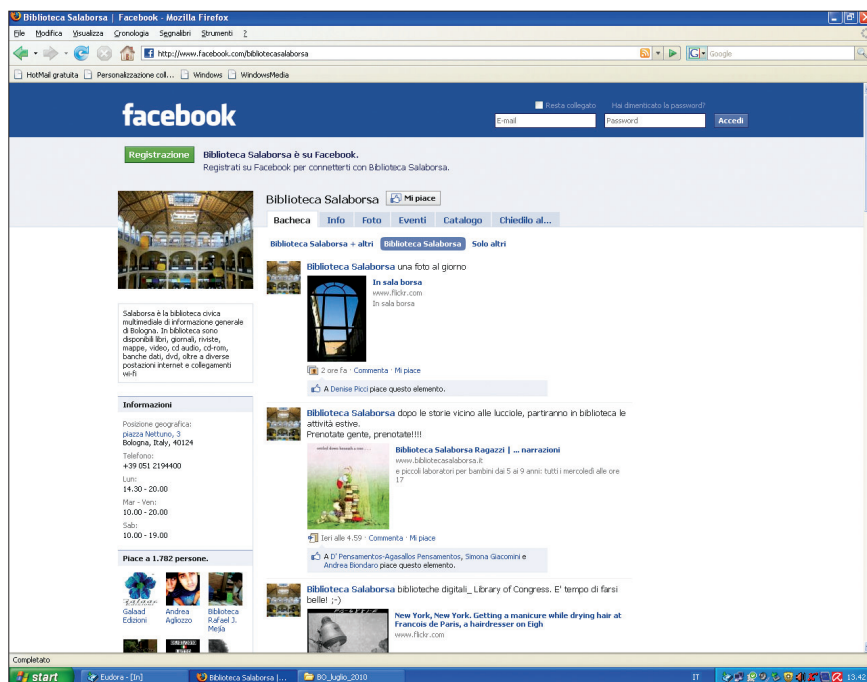 Biblioteca Salaborsa | Facebook - Mozilla Firefox
File Modifica Visualizza Cronologia Segnalibri Strumenti ?
http://www.facebook.com/bibliotecasalaborsa
Google
HotMail gratuita Personalizzazione coll... Windows WindowsMedia
facebook
Resta collegato Hai dimenticato la password?
E-mail Password Accedi
Registrazione
Biblioteca Salaborsa è su Facebook.
Registrati su Facebook per connetterti con Biblioteca Salaborsa.
Biblioteca Salaborsa Mi piace
Bacheca Info Foto Eventi Catalogo Chiedilo al...
Biblioteca Salaborsa + altri Biblioteca Salaborsa Solo altri
Biblioteca Salaborsa una foto al giorno
In sala borsa
www.flickr.com
In sala borsa
2 ore fa · Commenta · Mi piace
A Denise Picci piace questo elemento.
Biblioteca Salaborsa dopo le storie vicino alle lucciole, partiranno in biblioteca le
attività estive.
Prenotate gente, prenotate!!!!
Biblioteca Salaborsa Ragazzi | ... narrazioni
www.bibliotecasalaborsa.it
e piccoli laboratori per bambini dai 5 ai 9 anni: tutti i mercoledì alle ore
17
Ieri alle 4.59 · Commenta · Mi piace
A D' Pensamentos-Agasallos Pensamentos, Simona Giacomini e
Andrea Biondaro piace questo elemento.
Biblioteca Salaborsa biblioteche digitali_ Library of Congress. E' tempo di farsi
belle! ;-)
New York, New York. Getting a manicure while drying hair at
Francois de Paris, a hairdresser on Eigh
www.flickr.com
Salaborsa è la biblioteca civica
multimediale di informazione generale
di Bologna. In biblioteca sono
disponibili libri, giornali, riviste,
mappe, video, cd audio, cd-rom,
banche dati, dvd, oltre a diverse
postazioni internet e collegamenti
wi-fi
Informazioni
Posizione geografica:
piazza Nettuno, 3
Bologna, Italy, 40124
Telefono:
+39 051 2194400
Lun:
14.30 - 20.00
Mar - Ven:
10.00 - 20.00
Sab:
10.00 - 19.00
Piace a 1.782 persone.
Galaad
Edizioni
Andrea
Agliozzo
Biblioteca
Rafael J.
Mejía
Completato
start Eudora - [In] Biblioteca Salaborsa |... BO_luglio_2010 IT